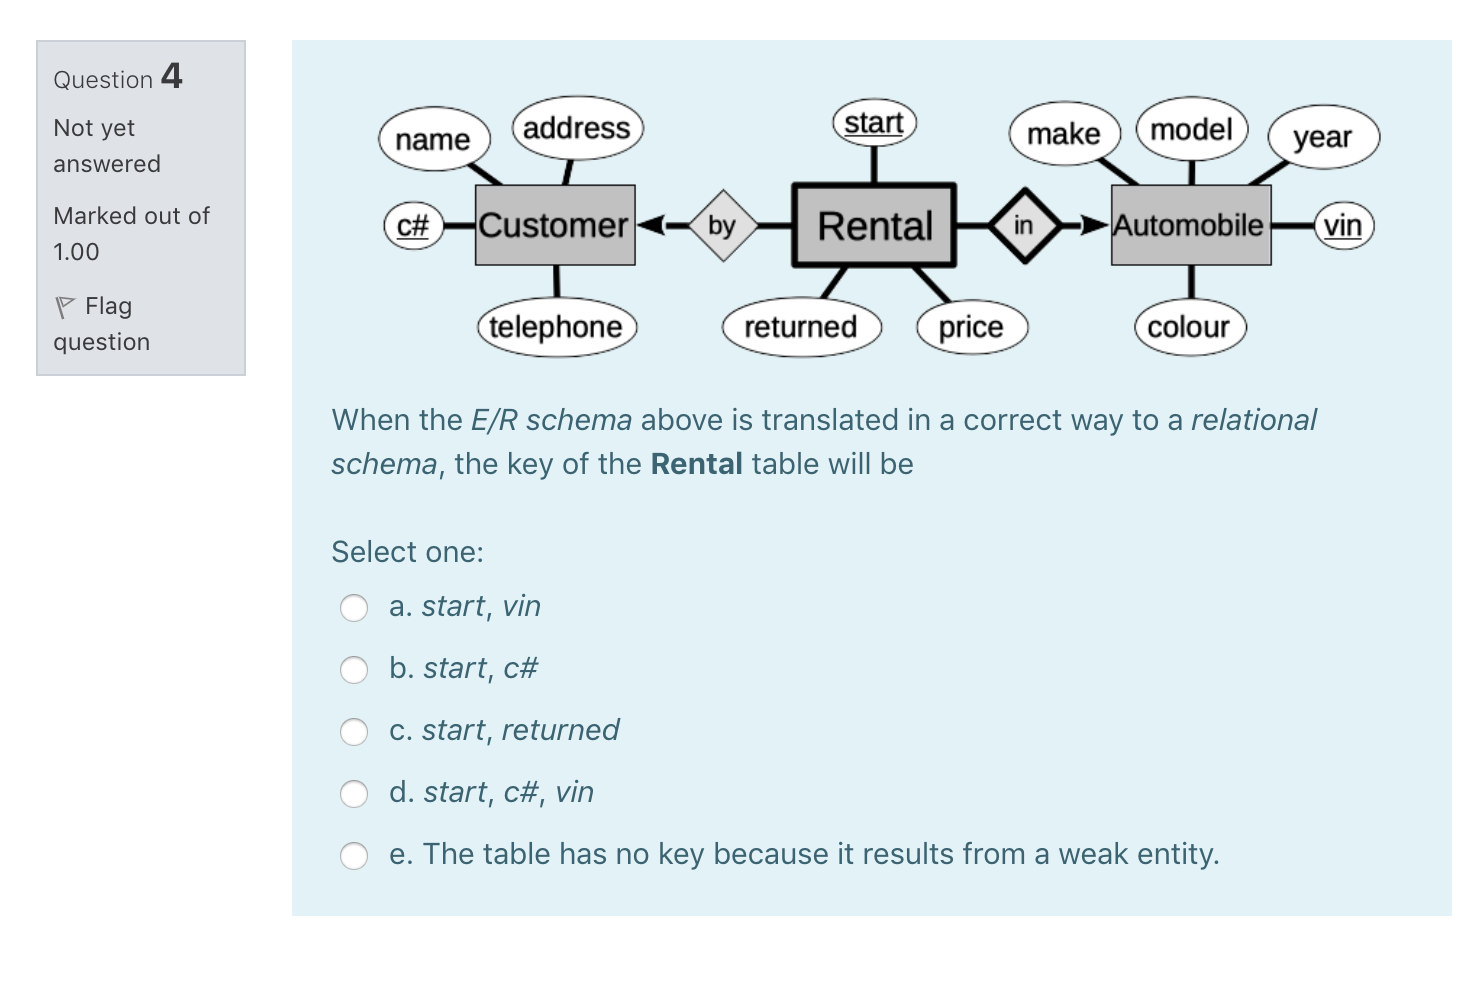 Question 4
Not yet
answered
Marked out of
1.00
Flag
question
name
address
start
make
model
year
c#
Customer
by
Rental
in
Automobile
vin
telephone
returned
price
colour
When the E/R schema above is translated in a correct way to a relational
schema, the key of the Rental table will be
Select one:
a. start, vin
b. start, c#
c. start, returned
d. start, c#, vin
e. The table has no key because it results from a weak entity.